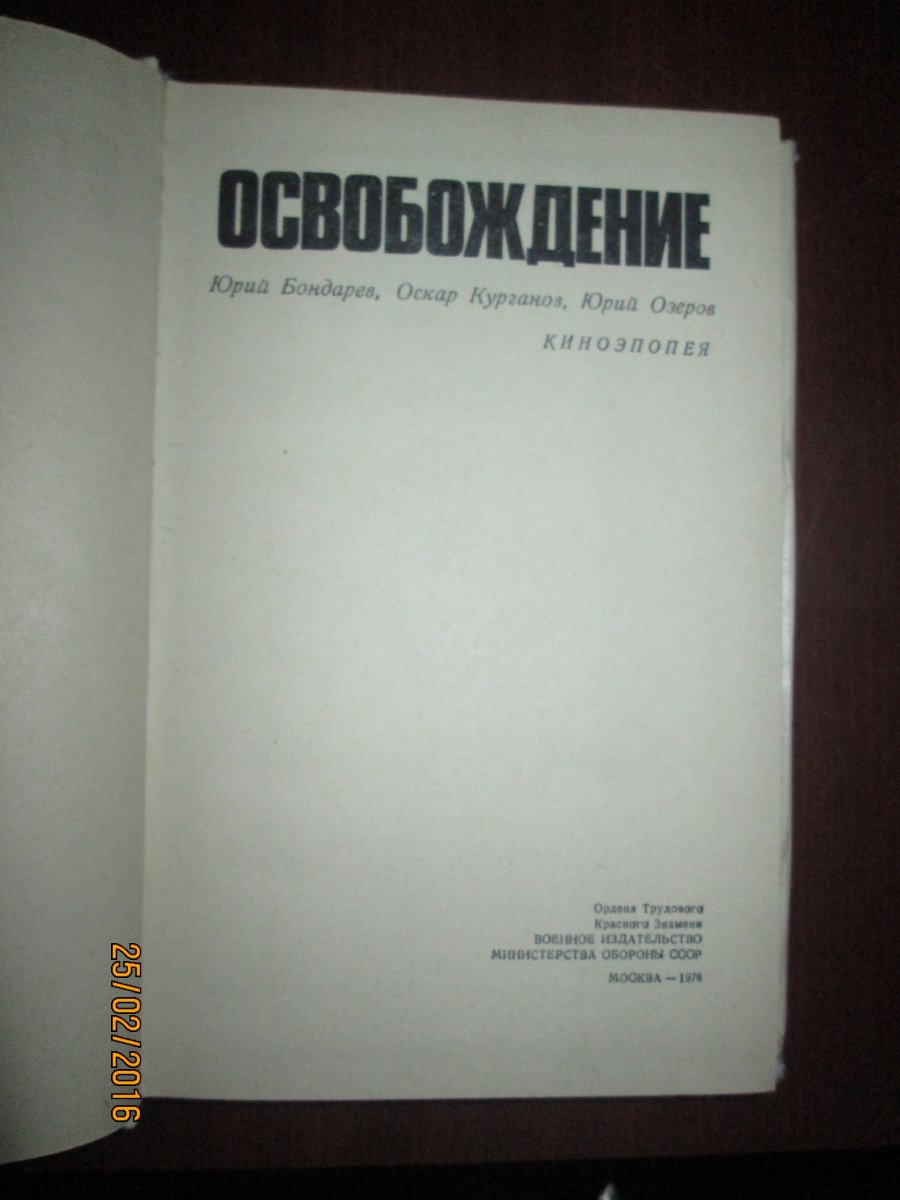 ОСВОБОЖДЕНИЕ
Юрий Бондарев, Оскар Курганов, Юрий Озеров
КИНОЭПОПЕЯ
Ордена Трудового
Красного Знамени
ВОЕННОЕ ИЗДАТЕЛЬСТВО
МИНИСТЕРСТВА ОБОРОНЫ СССР
МОСКВА — 1976
25/02/2016